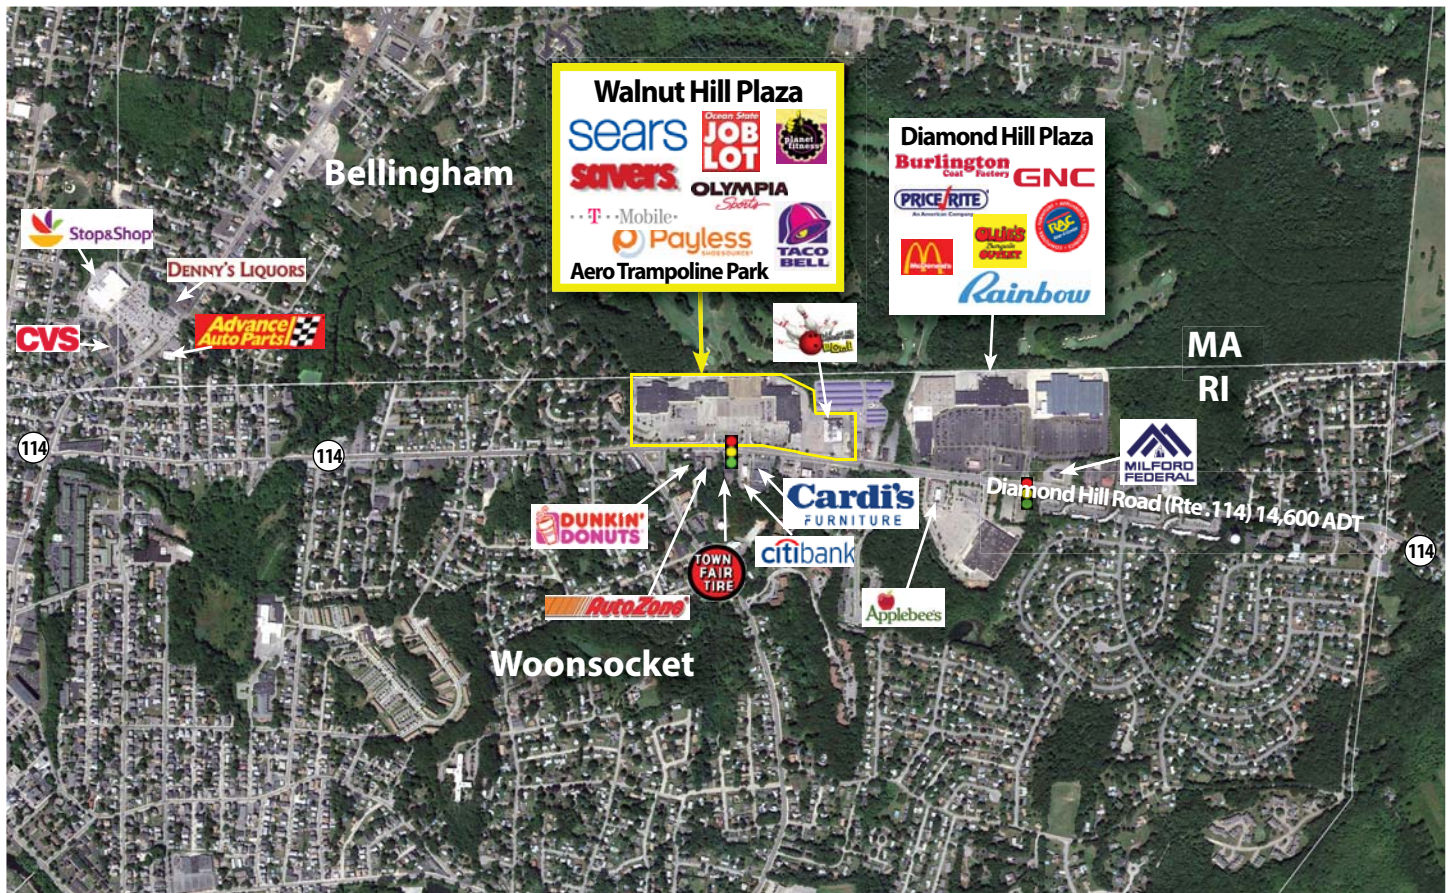 Walnut Hill Plaza
sears
Ocean State
JOB
LOT
planet
fitness
savers
OLYMPIA
Sports
T-Mobile
Payless
SHOESOURCE
TACO
BELL
Aero Trampoline Park
Diamond Hill Plaza
Burlington
Coat Factory
GNC
PRICE RITE
An American Company
McDonald's
OLLIE'S
Bargain
OUTLET
RAC
Rainbow
Bellingham
Stop&Shop
DENNY'S LIQUORS
CVS
Advance
Auto Parts
Bowl
MA
RI
114
114
MILFORD
FEDERAL
Diamond Hill Road (Rte .114) 14,600 ADT
114
Cardi's
FURNITURE
DUNKIN'
DONUTS
citibank
TOWN
FAIR
TIRE
AutoZone
Applebee's
Woonsocket